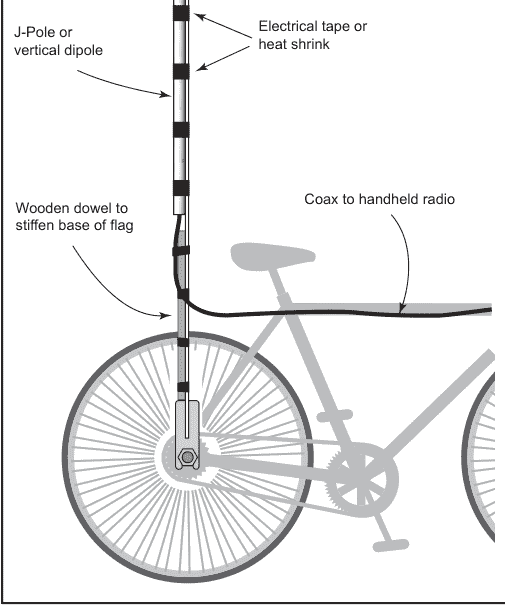 J-Pole or
vertical dipole
Electrical tape or
heat shrink
Wooden dowel to
stiffen base of flag
Coax to handheld radio